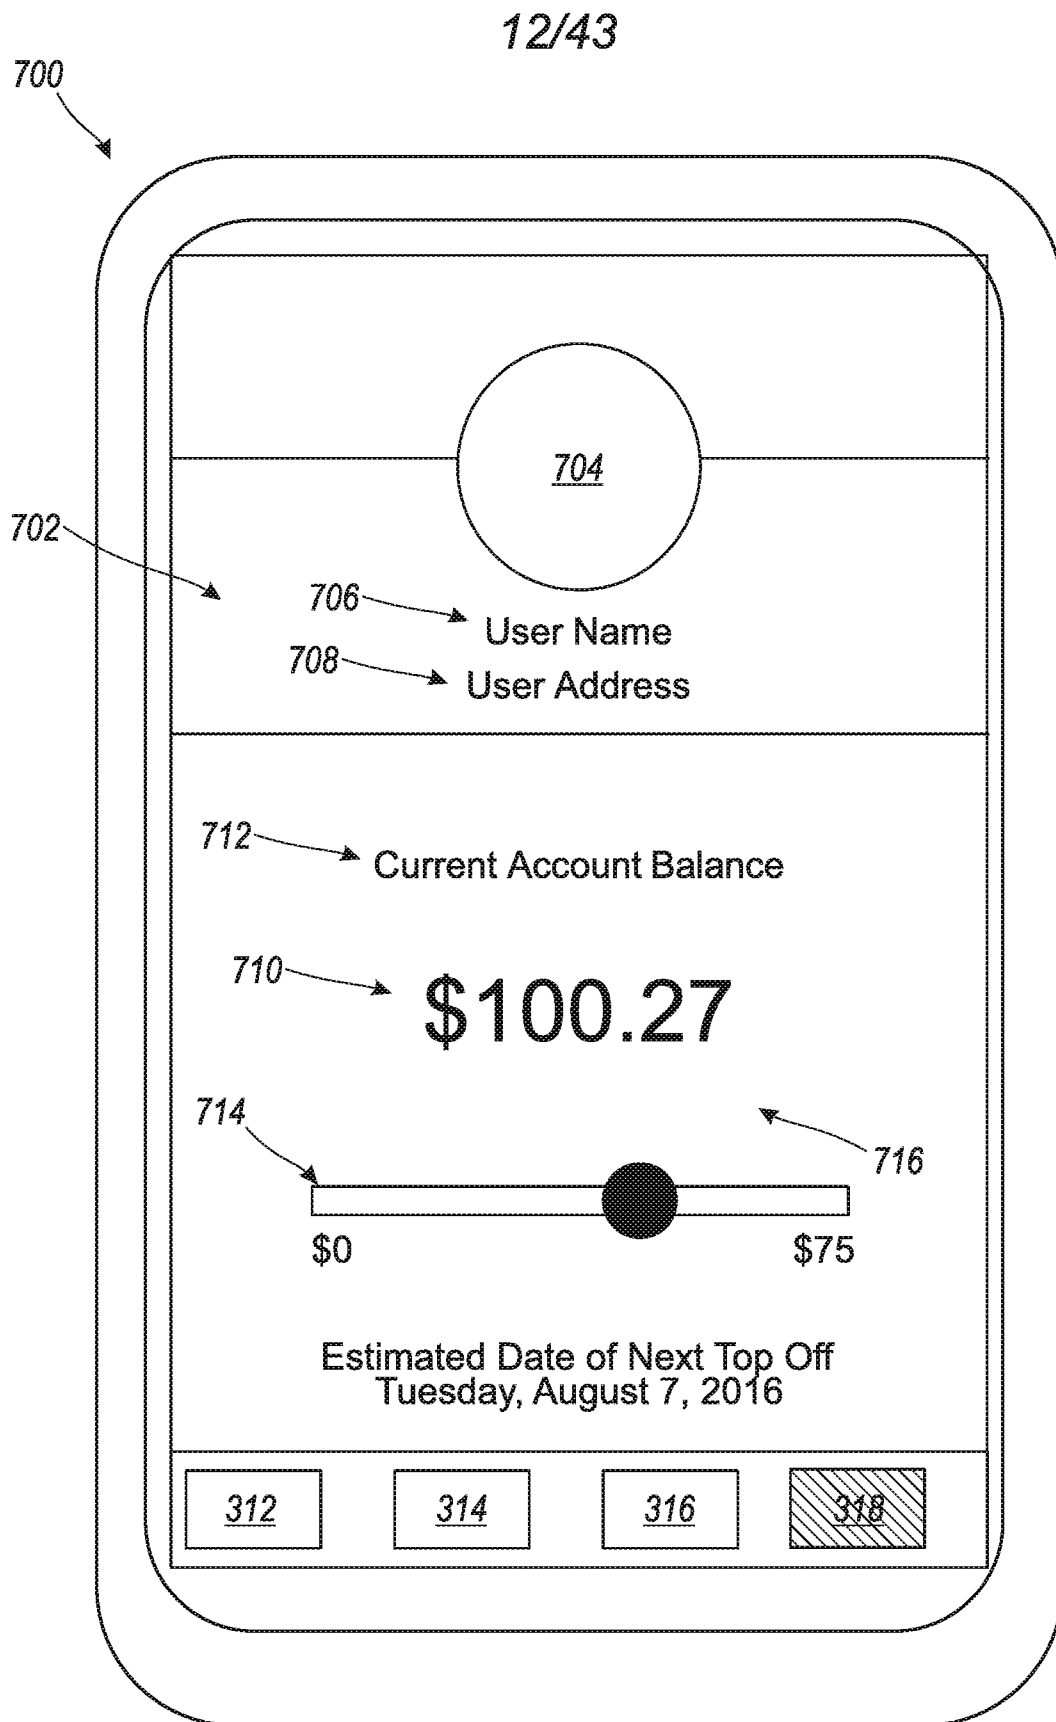 12/43
700
704
702
706
User Name
708
User Address
712
Current Account Balance
710
$100.27
714
716
$0 $75
Estimated Date of Next Top Off
Tuesday, August 7, 2016
312 314 316 318